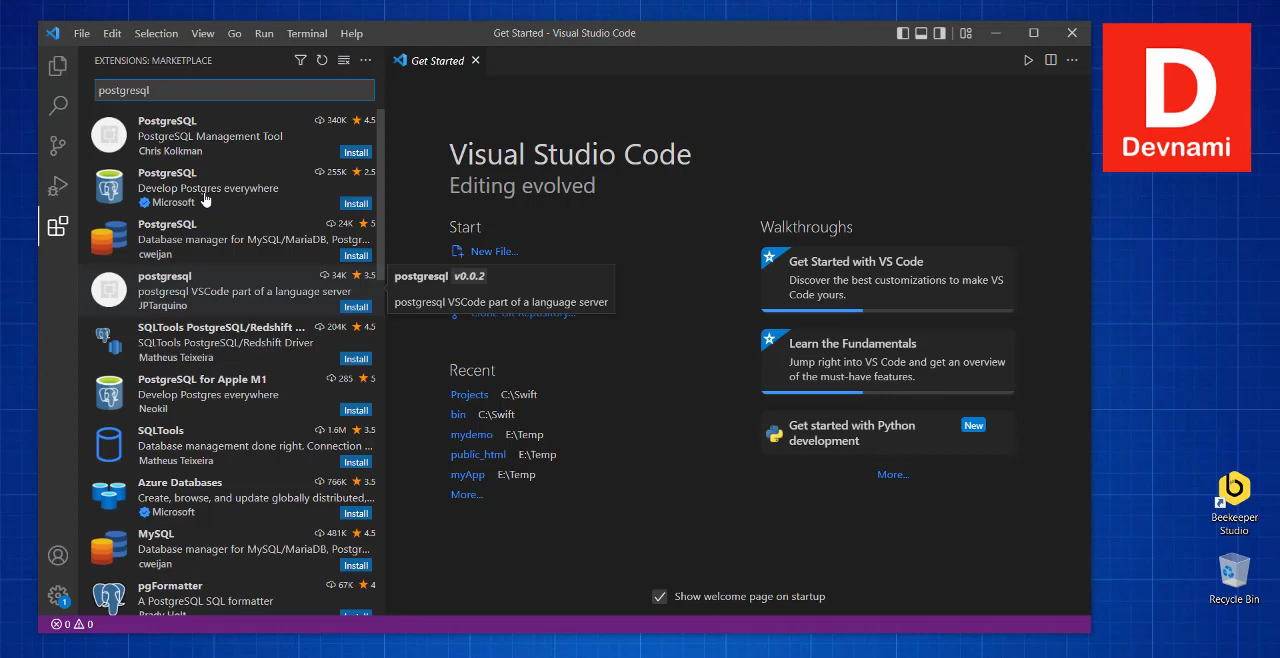 File Edit Selection View Go Run Terminal Help
Get Started - Visual Studio Code
EXTENSIONS: MARKETPLACE
postgresql
PostgreSQL 340K 4.5
PostgreSQL Management Tool
Chris Kolkman Install
PostgreSQL 255K 2.5
Develop Postgres everywhere
Microsoft Install
PostgreSQL 24K 5
Database manager for MySQL/MariaDB, Postgr...
cweijan Install
postgresql 34K 3.5
postgresql VSCode part of a language server
JPTarquino Install
SQLTools PostgreSQL/Redshift ... 204K 4.5
SQLTools PostgreSQL/Redshift Driver
Matheus Teixeira Install
PostgreSQL for Apple M1 285 5
Develop Postgres everywhere
Neokil Install
SQLTools 1.6M 3.5
Database management done right. Connection ...
Matheus Teixeira Install
Azure Databases 766K 3.5
Create, browse, and update globally distributed,...
Microsoft Install
MySQL 481K 4.5
Database manager for MySQL/MariaDB, Postgr...
cweijan Install
pgFormatter 67K 4
A PostgreSQL SQL formatter
Brady Holt Install
1
0 0
Get Started
Visual Studio Code
Editing evolved
Start
New File...
postgresql v0.0.2
postgresql VSCode part of a language server
Clone Git Repository...
Recent
Projects C:\Swift
bin C:\Swift
mydemo E:\Temp
public_html E:\Temp
myApp E:\Temp
More...
Walkthroughs
Get Started with VS Code
Discover the best customizations to make VS
Code yours.
Learn the Fundamentals
Jump right into VS Code and get an overview
of the must-have features.
Get started with Python
development
New
More...
Show welcome page on startup
D
Devnami
Beekeeper
Studio
Recycle Bin